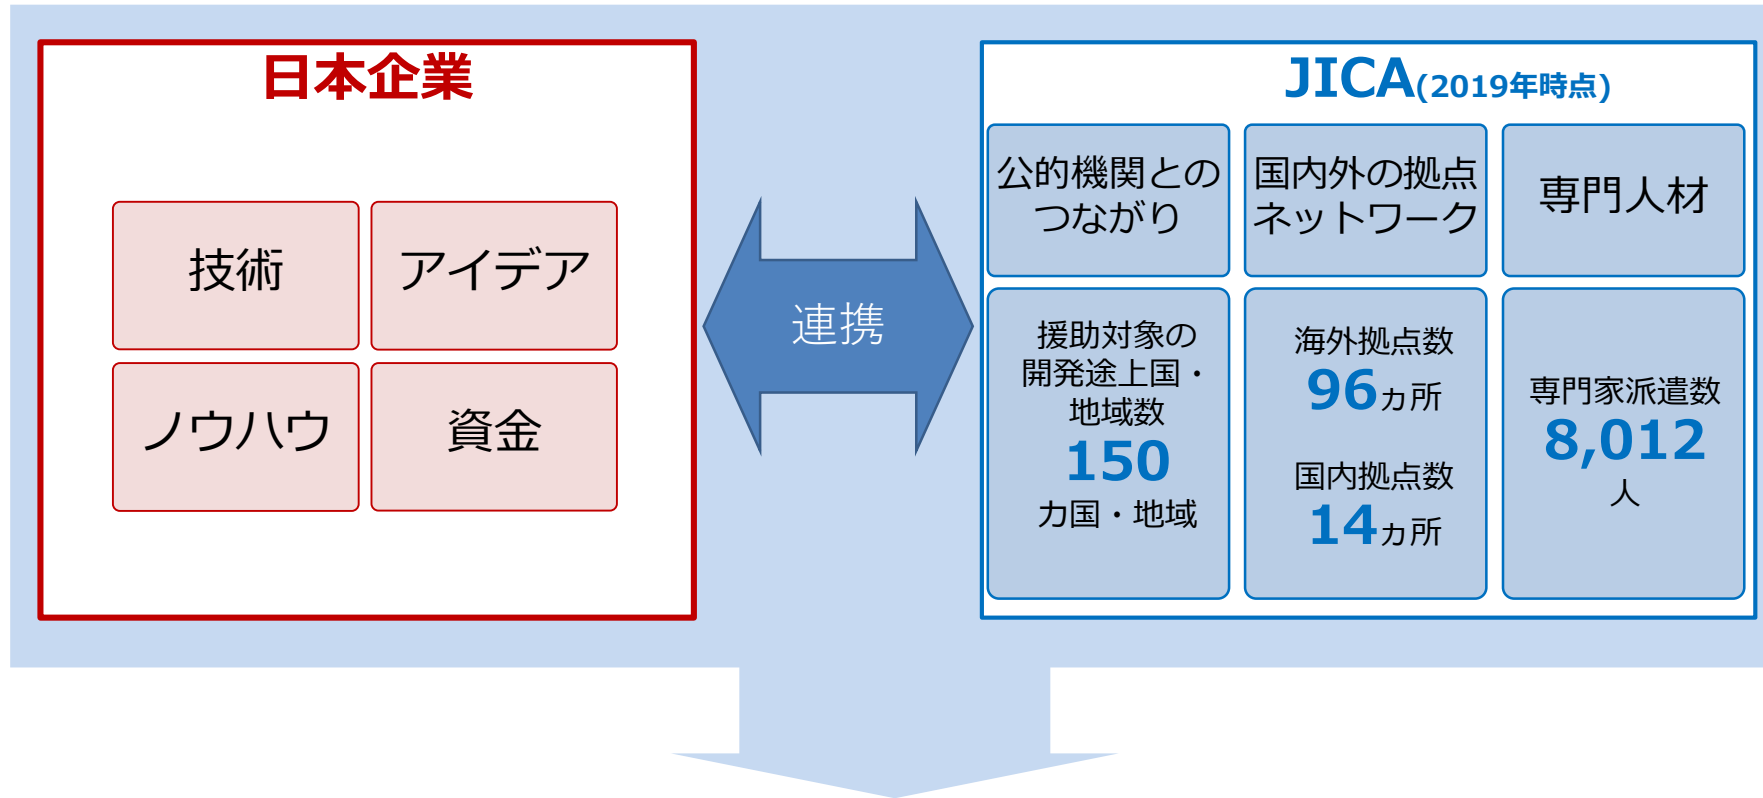 日本企業
技術
アイデア
ノウハウ
資金
連携
JICA(2019年時点)
公的機関との
つながり
国内外の拠点
ネットワーク
専門人材
援助対象の
開発途上国・
地域数
150
カ国・地域
海外拠点数
96カ所
国内拠点数
14カ所
専門家派遣数
8,012
人